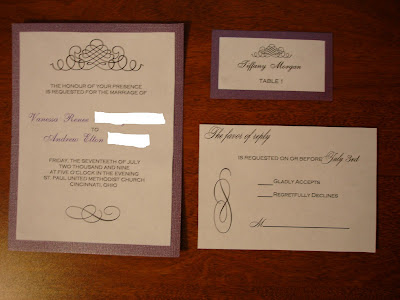 THE HONOUR OF YOUR PRESENCE
IS REQUESTED FOR THE MARRIAGE OF
Vanessa Renee
TO
Andrew Elton
FRIDAY, THE SEVENTEETH OF JULY
TWO THOUSAND AND NINE
AT FIVE O'CLOCK IN THE EVENING
ST. PAUL UNITED METHODIST CHURCH
CINCINNATI, OHIO
Tiffany Morgan
TABLE 1
The favor of reply
IS REQUESTED ON OR BEFORE July 3rd
GLADLY ACCEPTS
REGRETFULLY DECLINES
M